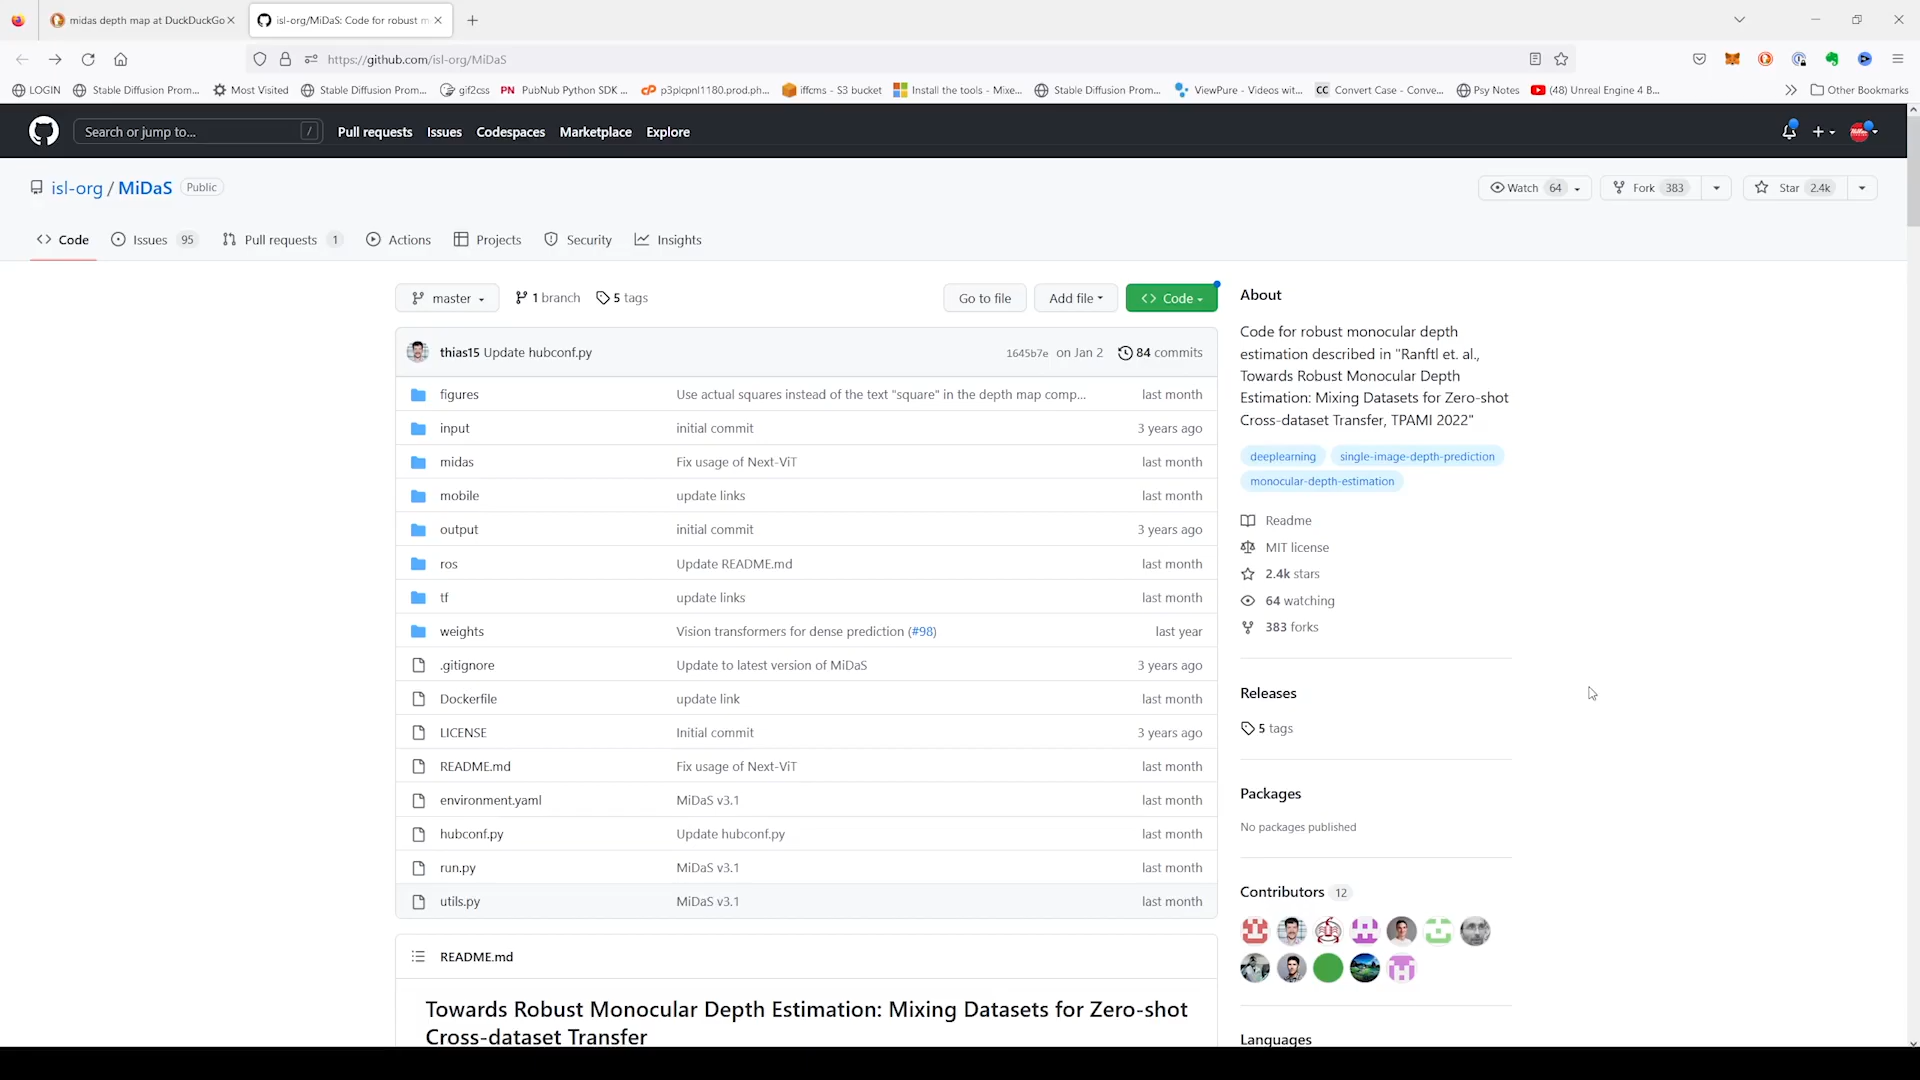 midas depth map at DuckDuckGo
isl-org/MiDaS: Code for robust m
https://github.com/isl-org/MiDaS
LOGIN Stable Diffusion Prom... Most Visited Stable Diffusion Prom... gif2css PN PubNub Python SDK ... cP p3plcpnl1180.prod.ph... iffcms - S3 bucket Install the tools - Mixe... Stable Diffusion Prom... ViewPure - Videos wit... CC Convert Case - Conve... Psy Notes (48) Unreal Engine 4 B... Other Bookmarks
Search or jump to... / Pull requests Issues Codespaces Marketplace Explore
isl-org / MiDaS Public Watch 64 Fork 383 Star 2.4k
Code Issues 95 Pull requests 1 Actions Projects Security Insights
master 1 branch 5 tags Go to file Add file Code
thias15 Update hubconf.py 1645b7e on Jan 2 84 commits
figures Use actual squares instead of the text "square" in the depth map comp... last month
input initial commit 3 years ago
midas Fix usage of Next-ViT last month
mobile update links last month
output initial commit 3 years ago
ros Update README.md last month
tf update links last month
weights Vision transformers for dense prediction (#98) last year
.gitignore Update to latest version of MiDaS 3 years ago
Dockerfile update link last month
LICENSE Initial commit 3 years ago
README.md Fix usage of Next-ViT last month
environment.yaml MiDaS v3.1 last month
hubconf.py Update hubconf.py last month
run.py MiDaS v3.1 last month
utils.py MiDaS v3.1 last month
README.md
Towards Robust Monocular Depth Estimation: Mixing Datasets for Zero-shot
Cross-dataset Transfer
About
Code for robust monocular depth
estimation described in "Ranftl et. al.,
Towards Robust Monocular Depth
Estimation: Mixing Datasets for Zero-shot
Cross-dataset Transfer, TPAMI 2022"
deeplearning single-image-depth-prediction
monocular-depth-estimation
Readme
MIT license
2.4k stars
64 watching
383 forks
Releases
5 tags
Packages
No packages published
Contributors 12
Languages